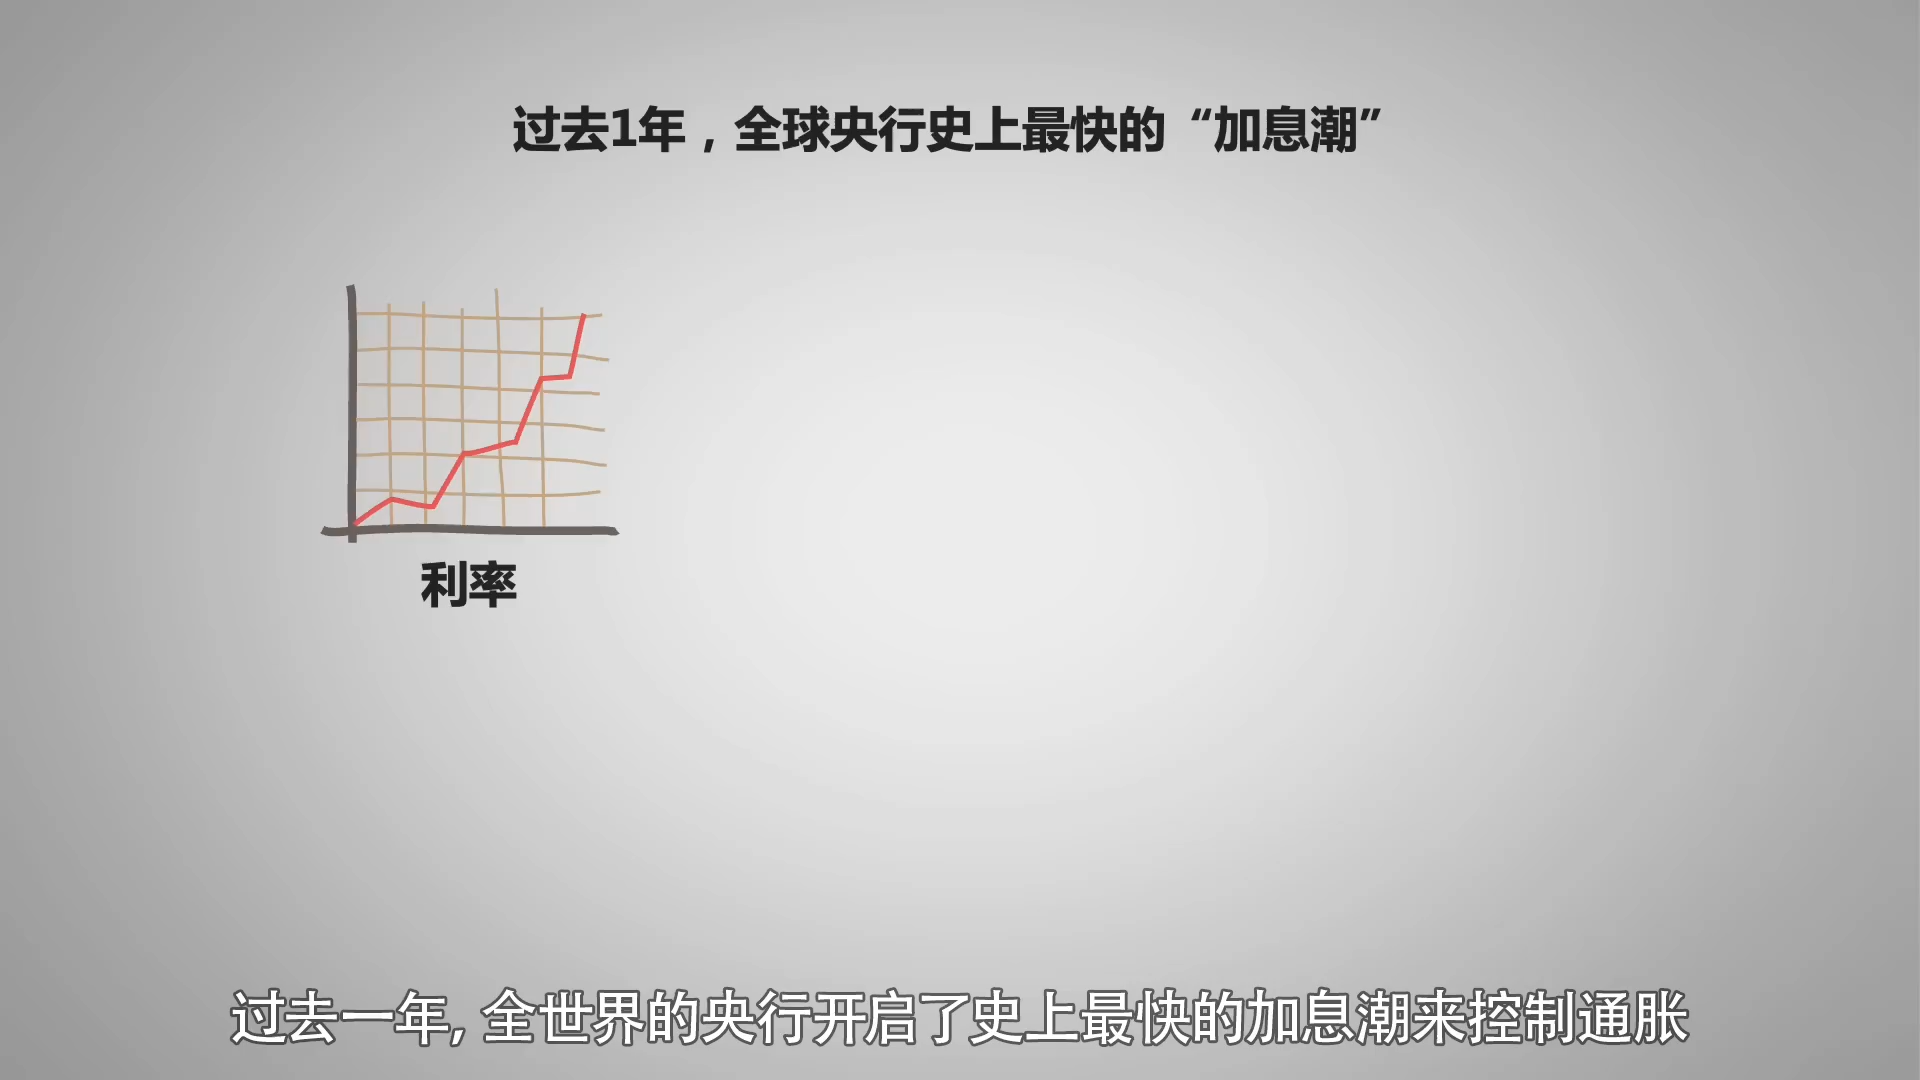 过去1年，全球央行史上最快的“加息潮”
利率
过去一年, 全世界的央行开启了史上最快的加息潮来控制通胀